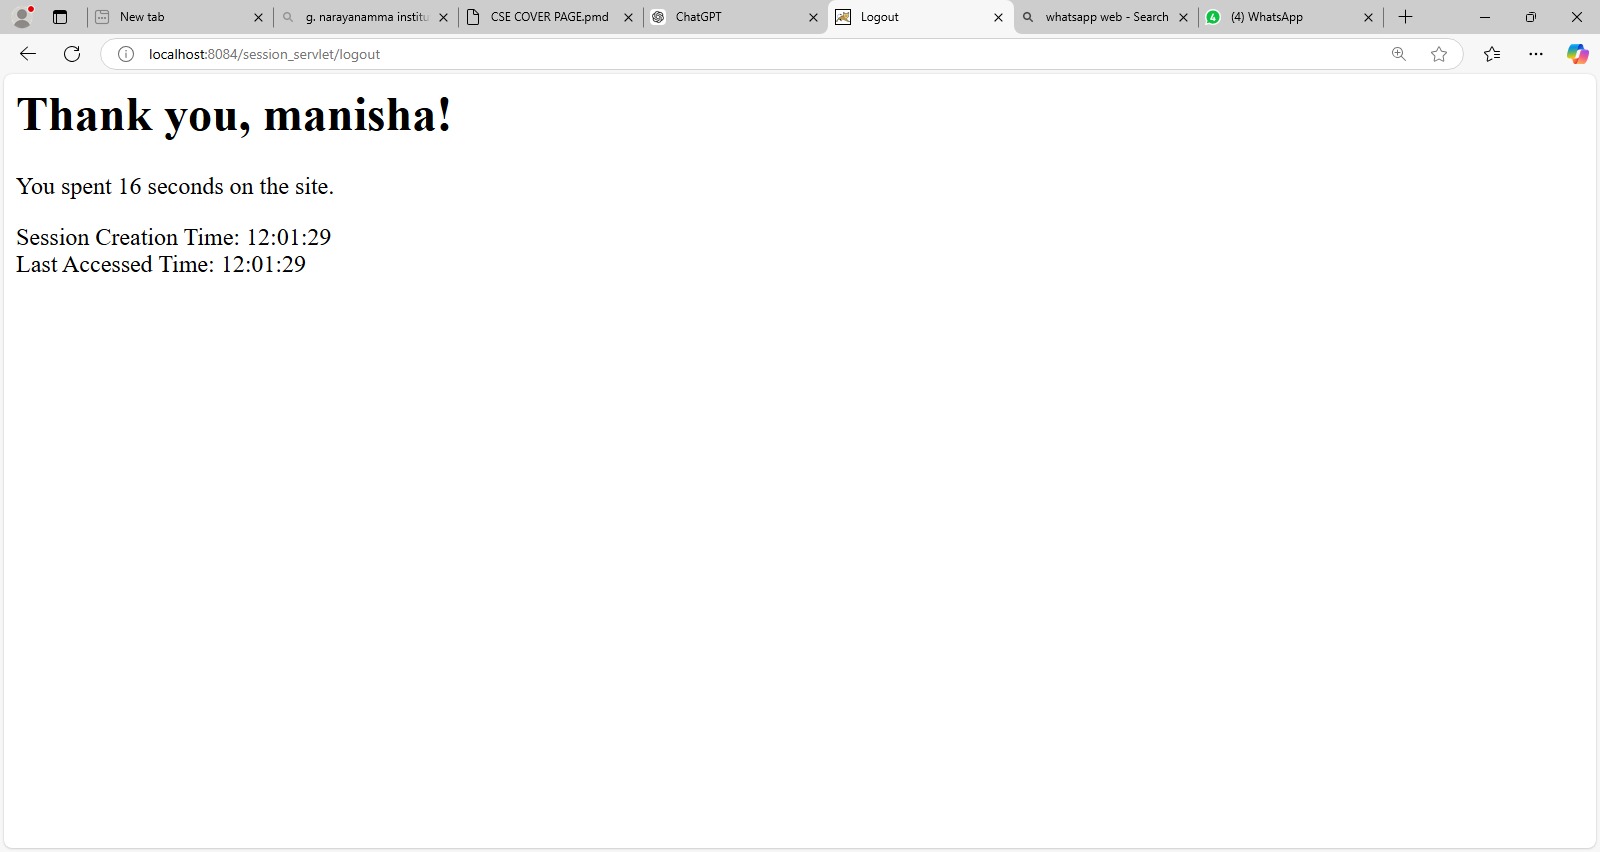 New tab
g. narayanamma institu
CSE COVER PAGE.pmd
ChatGPT
Logout
whatsapp web - Search
4
(4) WhatsApp
localhost:8084/session_servlet/logout
Thank you, manisha!
You spent 16 seconds on the site.
Session Creation Time: 12:01:29
Last Accessed Time: 12:01:29